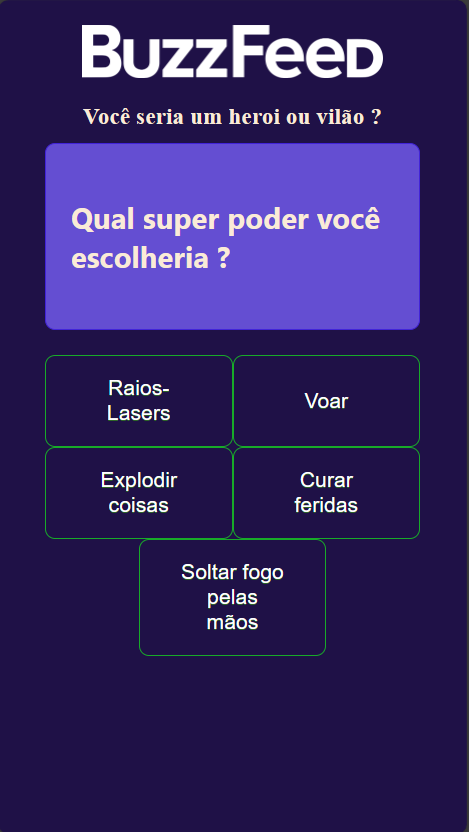 BuzzFeed
Você seria um heroi ou vilão ?
Qual super poder você
escolheria ?
Raios-
Lasers
Voar
Explodir
coisas
Curar
feridas
Soltar fogo
pelas
mãos